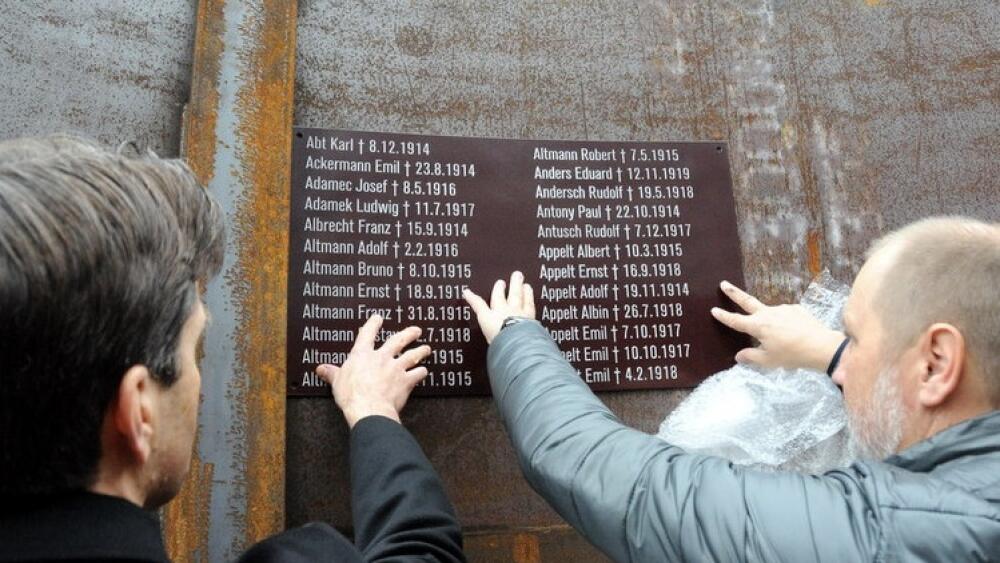 Abt Karl † 8.12.1914
Ackermann Emil † 23.8.1914
Adamec Josef † 8.5.1916
Adamek Ludwig † 11.7.1917
Albrecht Franz † 15.9.1914
Altmann Adolf † 2.2.1916
Altmann Bruno † 8.10.1915
Altmann Ernst † 18.9.1915
Altmann Franz † 31.8.1915
Altmann .7.1918
.1915
1.1915
Altmann Robert † 7.5.1915
Anders Eduard † 12.11.1919
Andersch Rudolf † 19.5.1918
Antony Paul † 22.10.1914
Antusch Rudolf † 7.12.1917
Appelt Albert † 10.3.1915
Appelt Ernst † 16.9.1918
Appelt Adolf † 19.11.1914
Appelt Albin † 26.7.1918
Appelt Emil † 7.10.1917
Emil † 10.10.1917
Emil † 4.2.1918